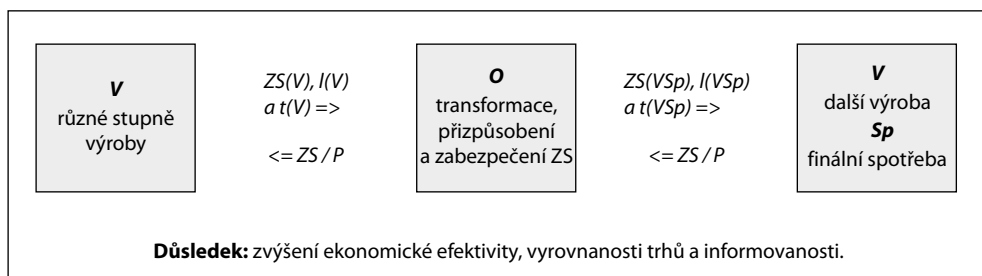 V
různé stupně
výroby
ZS(V), I(V)
a t(V) =>
<= ZS / P
O
transformace,
přizpůsobení
a zabezpečení ZS
ZS(VSp), I(VSp)
a t(VSp) =>
<= ZS / P
V
další výroba
Sp
finální spotřeba
Důsledek: zvýšení ekonomické efektivity, vyrovnanosti trhů a informovanosti.